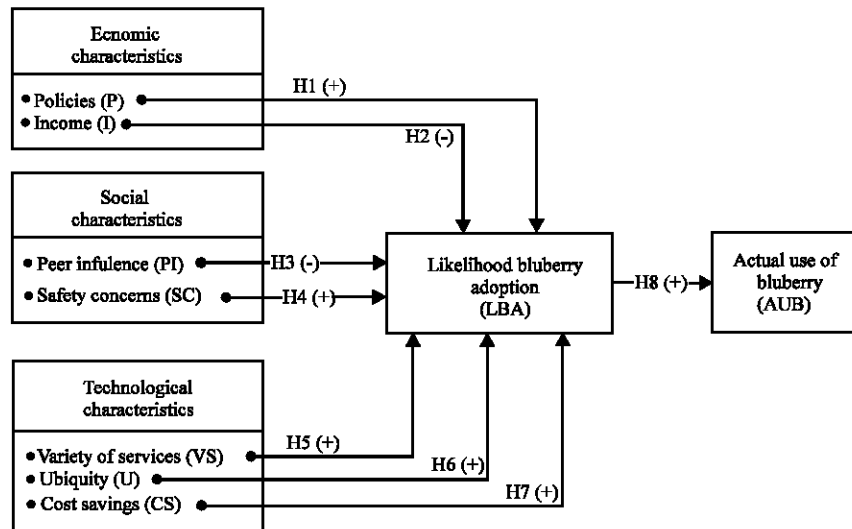 Ecnomic
characteristics
• Policies (P)
• Income (I)
H1 (+)
H2 (-)
Social
characteristics
• Peer infulence (PI)
• Safety concerns (SC)
H3 (-)
H4 (+)
Likelihood bluberry
adoption
(LBA)
H8 (+)
Actual use of
bluberry
(AUB)
Technological
characteristics
• Variety of services (VS)
• Ubiquity (U)
• Cost savings (CS)
H5 (+)
H6 (+)
H7 (+)